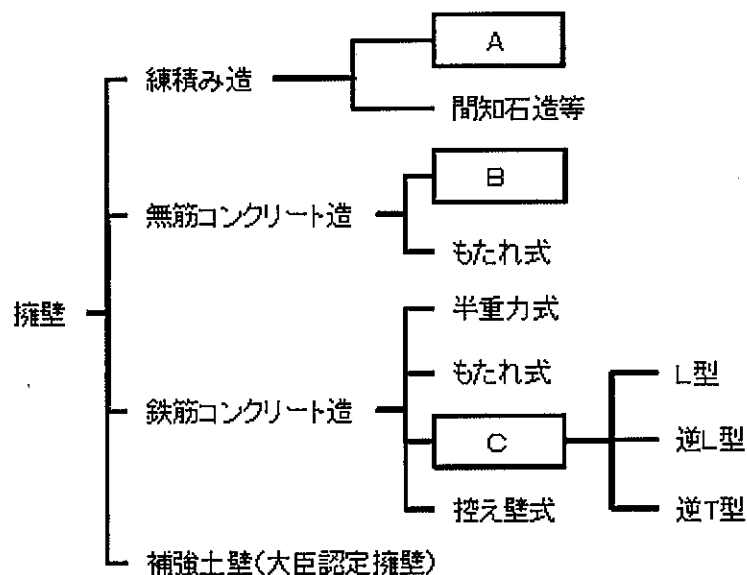 A
練積み造
間知石造等
B
無筋コンクリート造
もたれ式
擁壁
半重力式
もたれ式
L型
鉄筋コンクリート造
C
逆L型
控え壁式
逆T型
補強土壁(大臣認定擁壁)